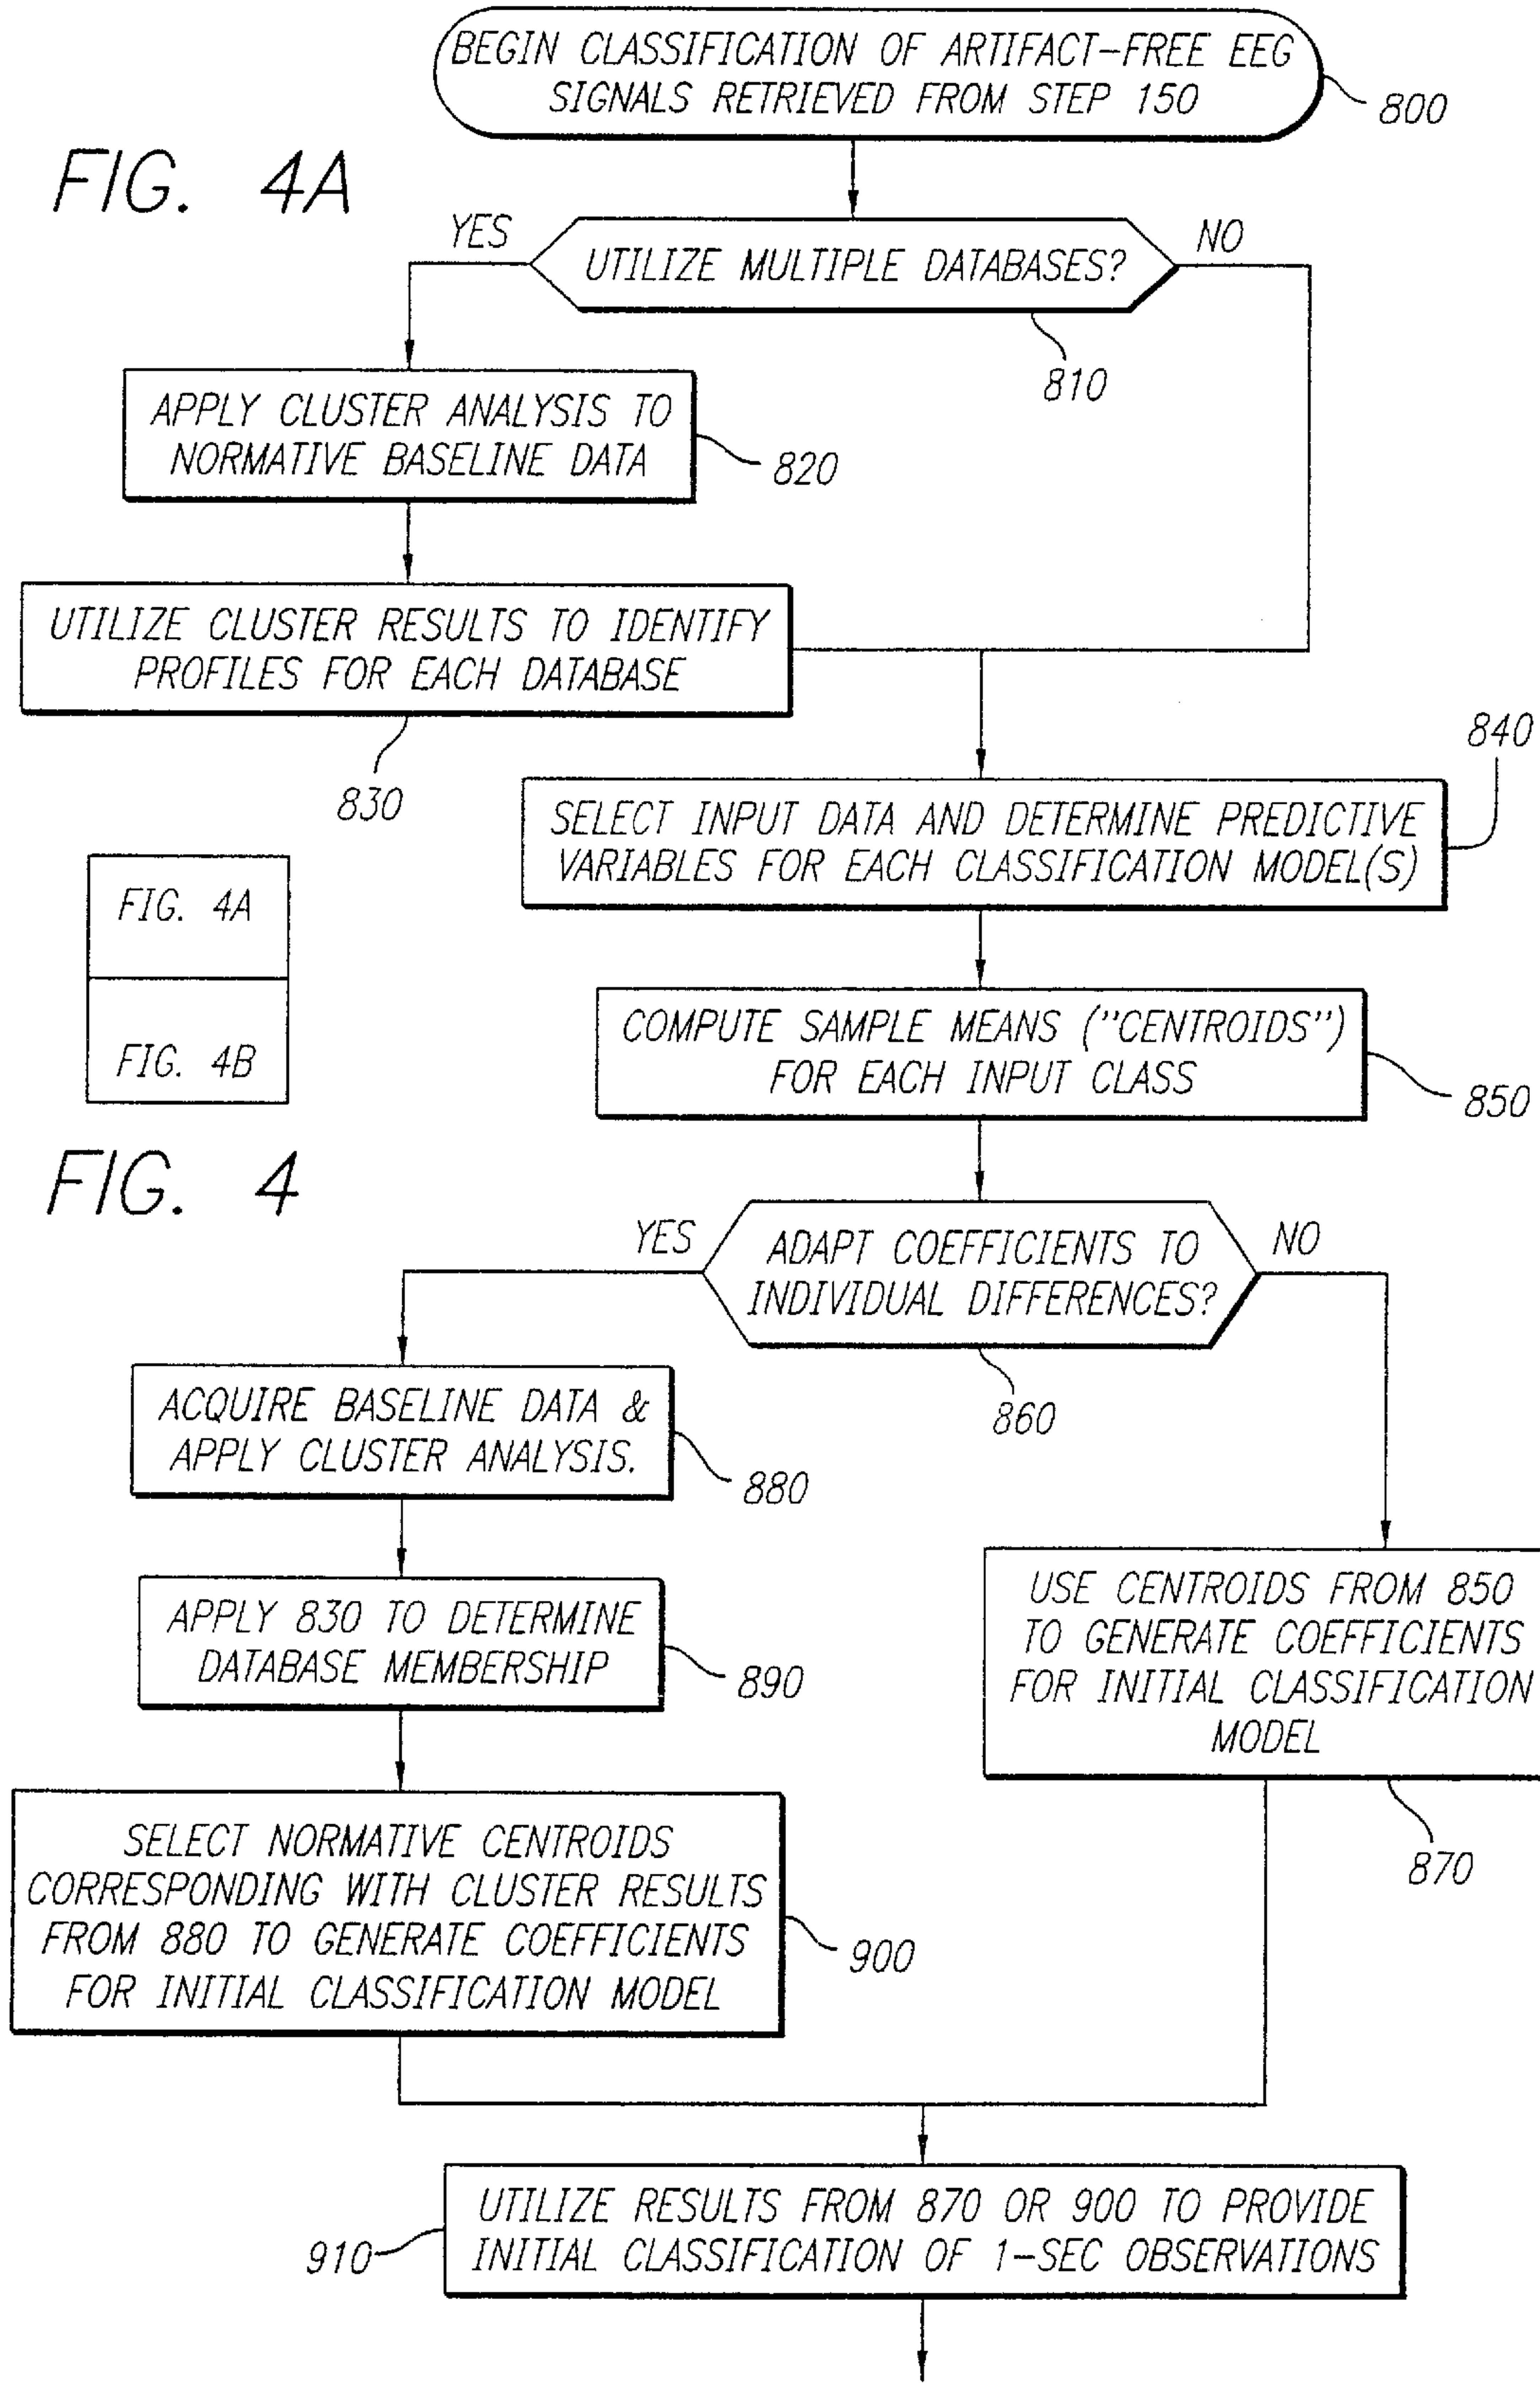 BEGIN CLASSIFICATION OF ARTIFACT-FREE EEG
SIGNALS RETRIEVED FROM STEP 150
800
FIG. 4A
YES
NO
UTILIZE MULTIPLE DATABASES?
810
APPLY CLUSTER ANALYSIS TO
NORMATIVE BASELINE DATA
820
UTILIZE CLUSTER RESULTS TO IDENTIFY
PROFILES FOR EACH DATABASE
830
840
SELECT INPUT DATA AND DETERMINE PREDICTIVE
VARIABLES FOR EACH CLASSIFICATION MODEL(S)
FIG. 4A
FIG. 4B
COMPUTE SAMPLE MEANS ("CENTROIDS")
FOR EACH INPUT CLASS
850
FIG. 4
YES
NO
ADAPT COEFFICIENTS TO
INDIVIDUAL DIFFERENCES?
860
ACQUIRE BASELINE DATA &
APPLY CLUSTER ANALYSIS.
880
APPLY 830 TO DETERMINE
DATABASE MEMBERSHIP
890
USE CENTROIDS FROM 850
TO GENERATE COEFFICIENTS
FOR INITIAL CLASSIFICATION
MODEL
870
SELECT NORMATIVE CENTROIDS
CORRESPONDING WITH CLUSTER RESULTS
FROM 880 TO GENERATE COEFFICIENTS
FOR INITIAL CLASSIFICATION MODEL
900
UTILIZE RESULTS FROM 870 OR 900 TO PROVIDE
INITIAL CLASSIFICATION OF 1-SEC OBSERVATIONS
910